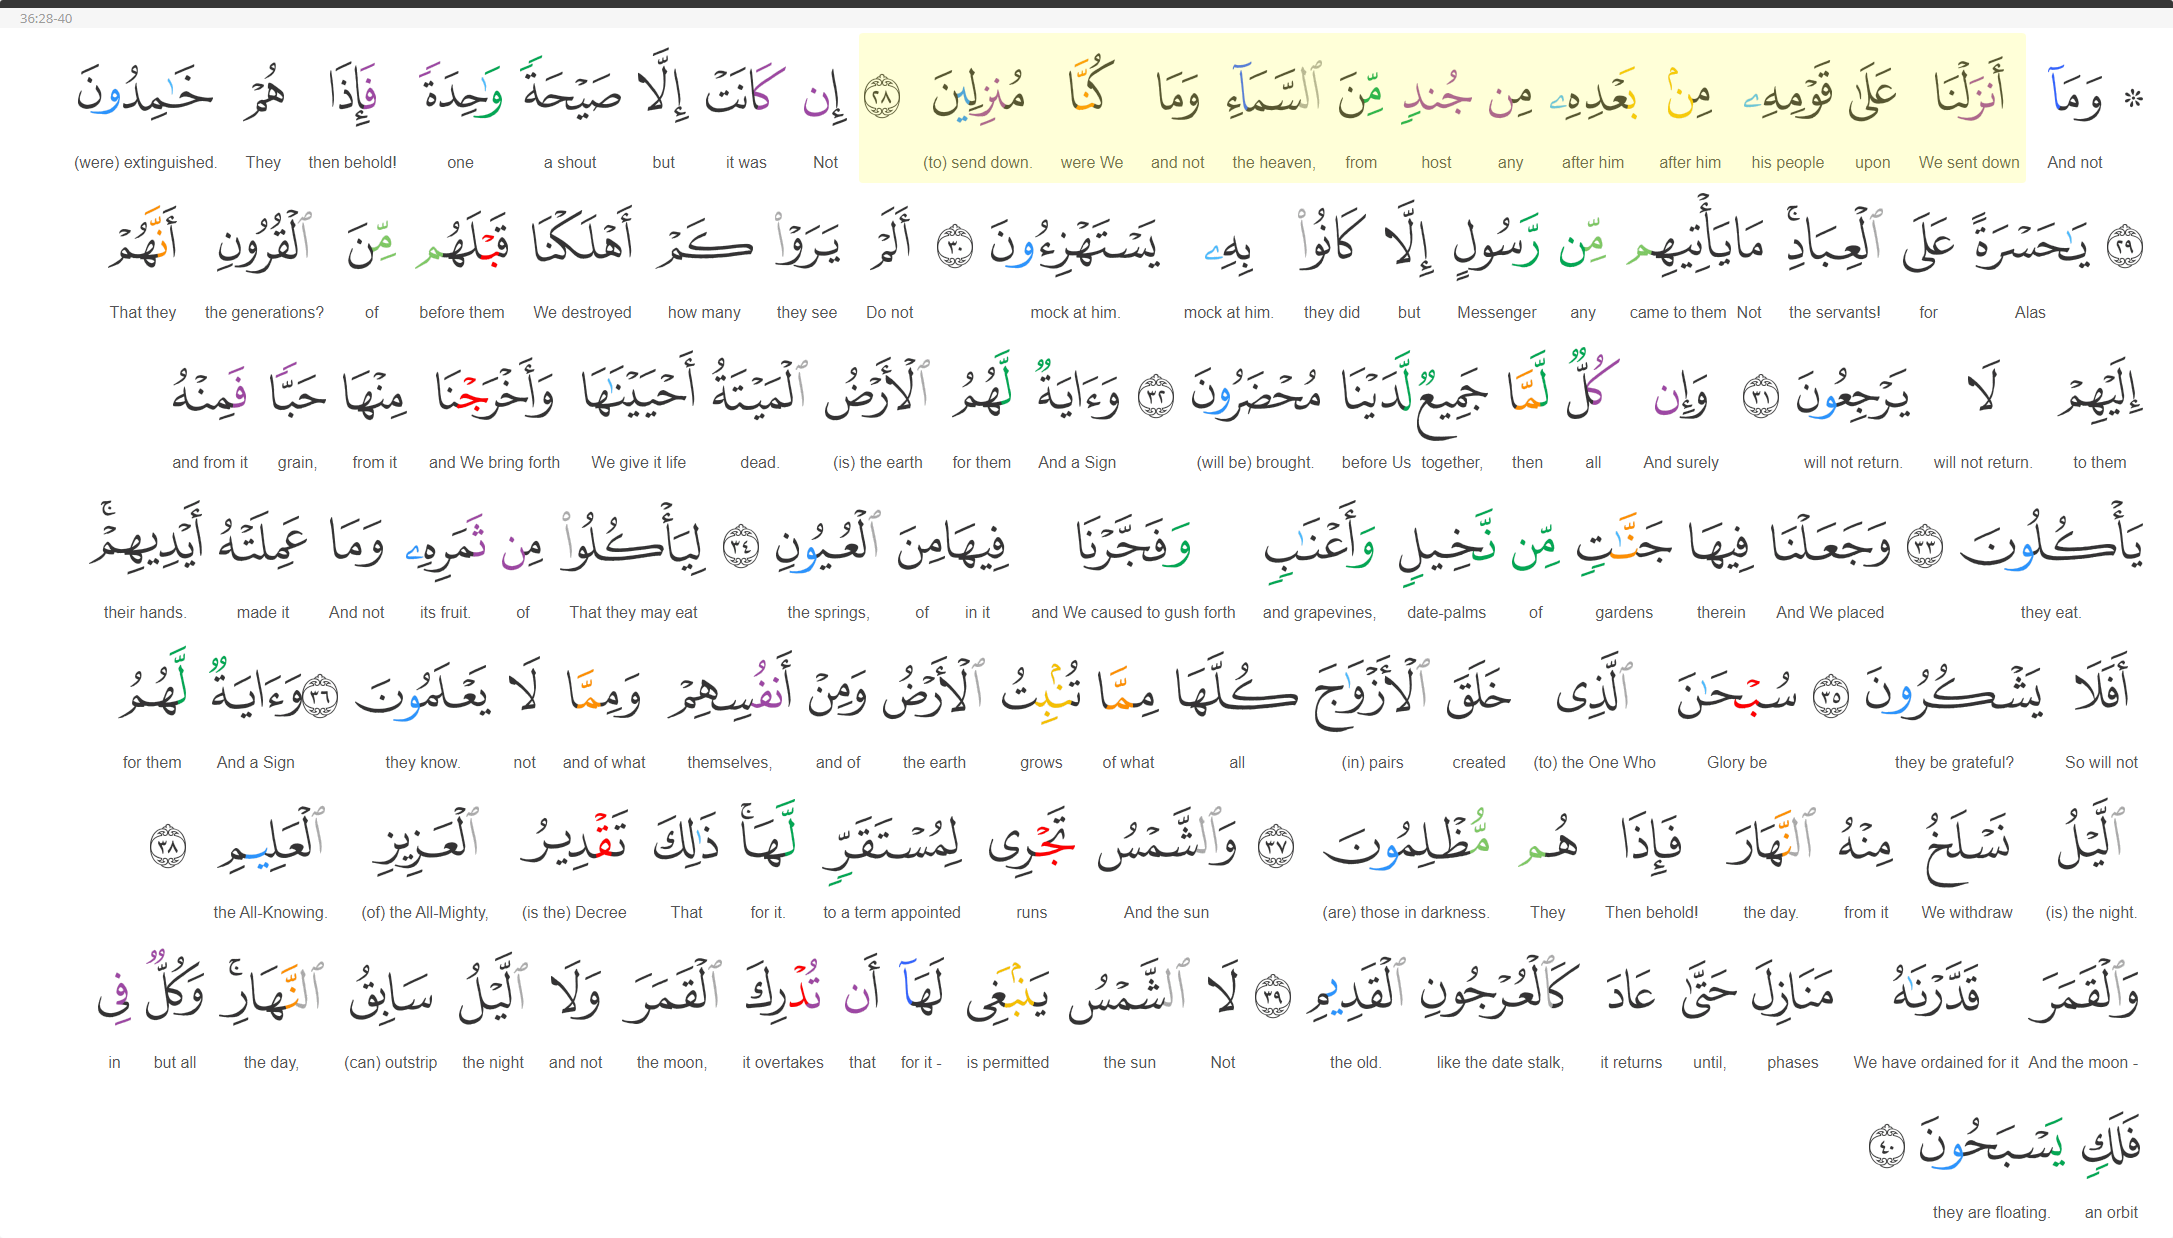 36:28-40
۞ وَمَآ أَنزَلْنَا عَلَىٰ قَوْمِهِۦ مِنۢ بَعْدِهِۦ مِن جُندٍ مِّنَ ٱلسَّمَآءِ وَمَا كُنَّا مُنزِلِينَ ٢٨ إِن كَانَتْ إِلَّا صَيْحَةً وَٰحِدَةً فَإِذَا هُمْ خَـٰمِدُونَ
And not We sent down upon his people after him after him any host from the heaven, and not were We (to) send down. Not it was but a shout one then behold! They (were) extinguished.
٢٩ يَـٰحَسْرَةً عَلَى ٱلْعِبَادِ ۚ مَا يَأْتِيهِم مِّن رَّسُولٍ إِلَّا كَانُوا۟ بِهِۦ يَسْتَهْزِءُونَ ٣٠ أَلَمْ يَرَوْا۟ كَمْ أَهْلَكْنَا قَبْلَهُم مِّنَ ٱلْقُرُونِ أَنَّهُمْ
Alas for the servants! Not came to them any Messenger but they did mock at him. mock at him. Do not they see how many We destroyed before them of the generations? That they
إِلَيْهِمْ لَا يَرْجِعُونَ ٣١ وَإِن كُلٌّ لَّمَّا جَمِيعٌ لَّدَيْنَا مُحْضَرُونَ ٣٢ وَءَايَةٌ لَّهُمُ ٱلْأَرْضُ ٱلْمَيْتَةُ أَحْيَيْنَـٰهَا وَأَخْرَجْنَا مِنْهَا حَبًّا فَمِنْهُ
to them will not return. will not return. And surely all then together, before Us (will be) brought. And a Sign for them (is) the earth dead. We give it life and We bring forth from it grain, and from it
يَأْكُلُونَ ٣٣ وَجَعَلْنَا فِيهَا جَنَّـٰتٍ مِّن نَّخِيلٍ وَأَعْنَـٰبٍ وَفَجَّرْنَا فِيهَا مِنَ ٱلْعُيُونِ ٣٤ لِيَأْكُلُوا۟ مِن ثَمَرِهِۦ وَمَا عَمِلَتْهُ أَيْدِيهِمْ ۚ
they eat. And We placed therein gardens of date-palms and grapevines, and We caused to gush forth in it of the springs, That they may eat of its fruit. And not made it their hands.
أَفَلَا يَشْكُرُونَ ٣٥ سُبْحَـٰنَ ٱلَّذِى خَلَقَ ٱلْأَزْوَٰجَ كُلَّهَا مِمَّا تُنۢبِتُ ٱلْأَرْضُ وَمِنْ أَنفُسِهِمْ وَمِمَّا لَا يَعْلَمُونَ ٣٦ وَءَايَةٌ لَّهُمُ
So will not they be grateful? Glory be (to) the One Who created (in) pairs all of what grows the earth and of themselves, and of what not they know. And a Sign for them
ٱلَّيْلُ نَسْلَخُ مِنْهُ ٱلنَّهَارَ فَإِذَا هُم مُّظْلِمُونَ ٣٧ وَٱلشَّمْسُ تَجْرِى لِمُسْتَقَرٍّ لَّهَا ۚ ذَٰلِكَ تَقْدِيرُ ٱلْعَزِيزِ ٱلْعَلِيمِ ٣٨
(is) the night. We withdraw from it the day. Then behold! They (are) those in darkness. And the sun runs to a term appointed for it. That (is the) Decree (of) the All-Mighty, the All-Knowing.
وَٱلْقَمَرَ قَدَّرْنَـٰهُ مَنَازِلَ حَتَّىٰ عَادَ كَٱلْعُرْجُونِ ٱلْقَدِيمِ ٣٩ لَا ٱلشَّمْسُ يَنۢبَغِى لَهَآ أَن تُدْرِكَ ٱلْقَمَرَ وَلَا ٱلَّيْلُ سَابِقُ ٱلنَّهَارِ ۚ وَكُلٌّ فِى
And the moon - We have ordained for it phases until, it returns like the date stalk, the old. Not the sun is permitted for it - that it overtakes the moon, and not the night (can) outstrip the day, but all in
فَلَكٍ يَسْبَحُونَ ٤٠
an orbit they are floating.